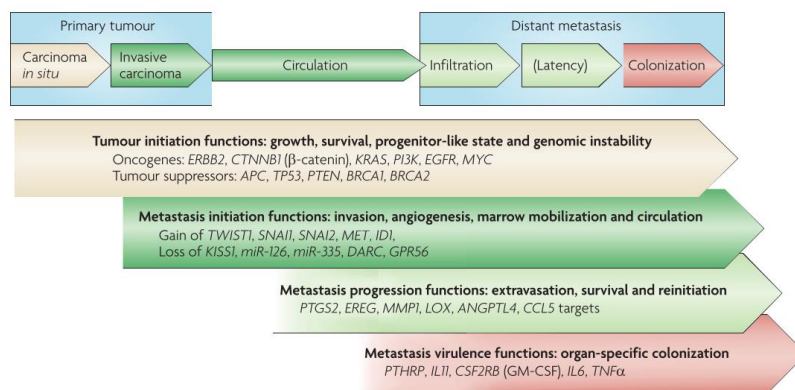 Primary tumour
Distant metastasis
Carcinoma
in situ
Invasive
carcinoma
Circulation
Infiltration
(Latency)
Colonization
Tumour initiation functions: growth, survival, progenitor-like state and genomic instability
Oncogenes: ERBB2, CTNNB1 (β-catenin), KRAS, PI3K, EGFR, MYC
Tumour suppressors: APC, TP53, PTEN, BRCA1, BRCA2
Metastasis initiation functions: invasion, angiogenesis, marrow mobilization and circulation
Gain of TWIST1, SNAI1, SNAI2, MET, ID1,
Loss of KISS1, miR-126, miR-335, DARC, GPR56
Metastasis progression functions: extravasation, survival and reinitiation
PTGS2, EREG, MMP1, LOX, ANGPTL4, CCL5 targets
Metastasis virulence functions: organ-specific colonization
PTHRP, IL11, CSF2RB (GM-CSF), IL6, TNFα